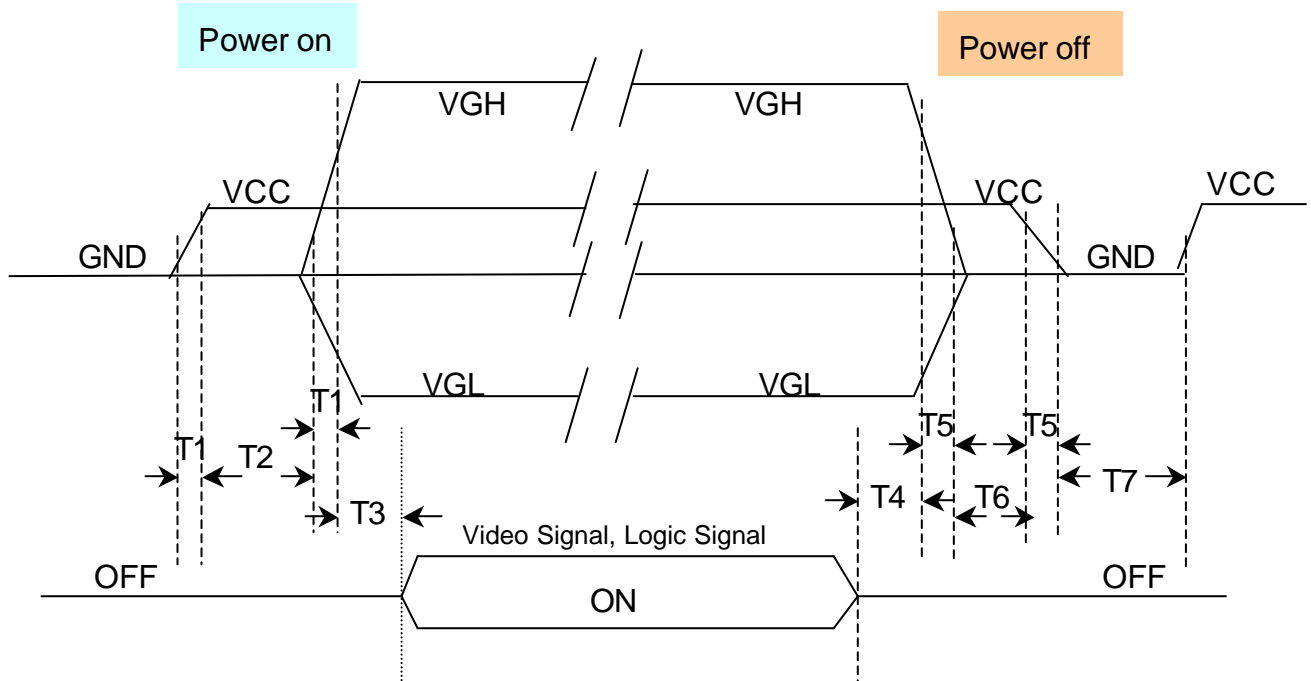 Power on
Power off
VGH
VGH
VCC
VCC
VCC
GND
GND
VGL
VGL
T1
T5
T5
T1
T2
T7
T3
T4
T6
Video Signal, Logic Signal
OFF
OFF
ON